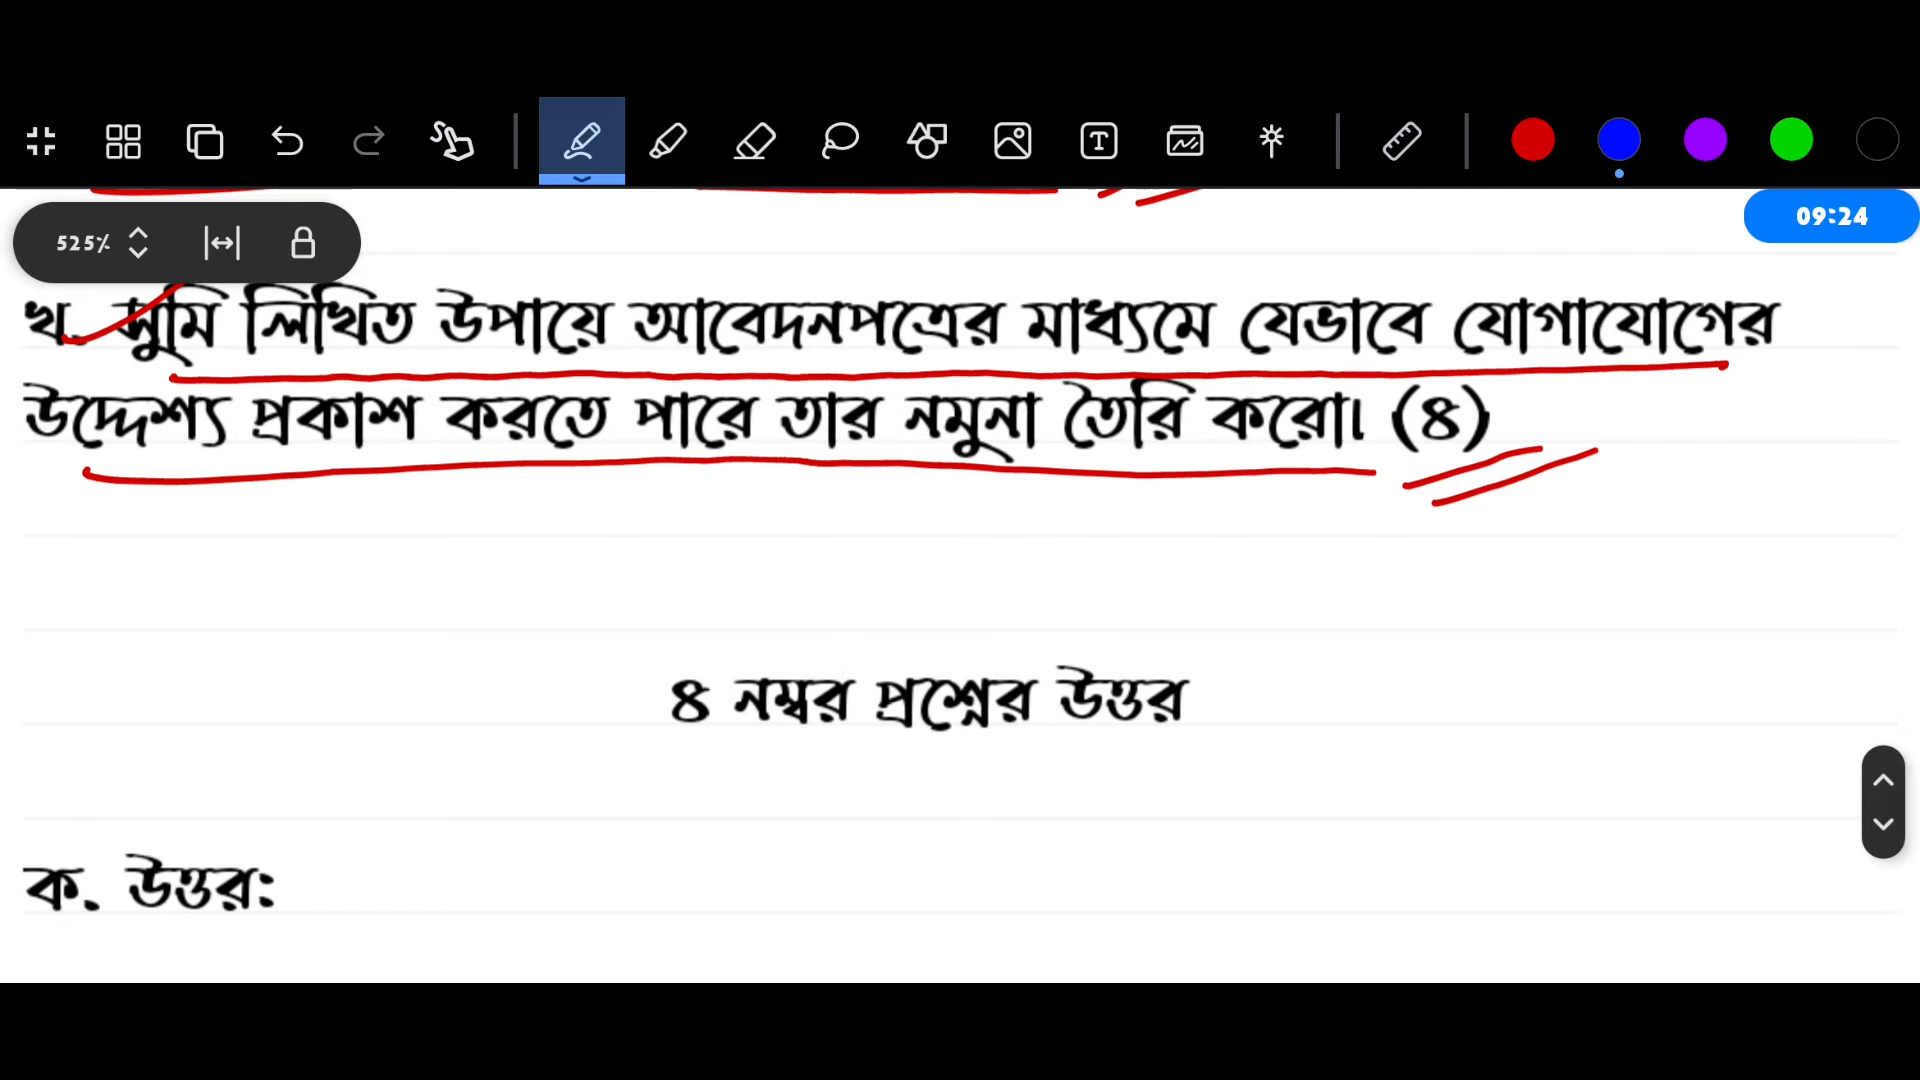 525%
09:24
খ. সুমি লিখিত উপায়ে আবেদনপত্রের মাধ্যমে যেভাবে যোগাযোগের
উদ্দেশ্য প্রকাশ করতে পারে তার নমুনা তৈরি করো। (৪)
৪ নম্বর প্রশ্নের উত্তর
ক. উত্তর: